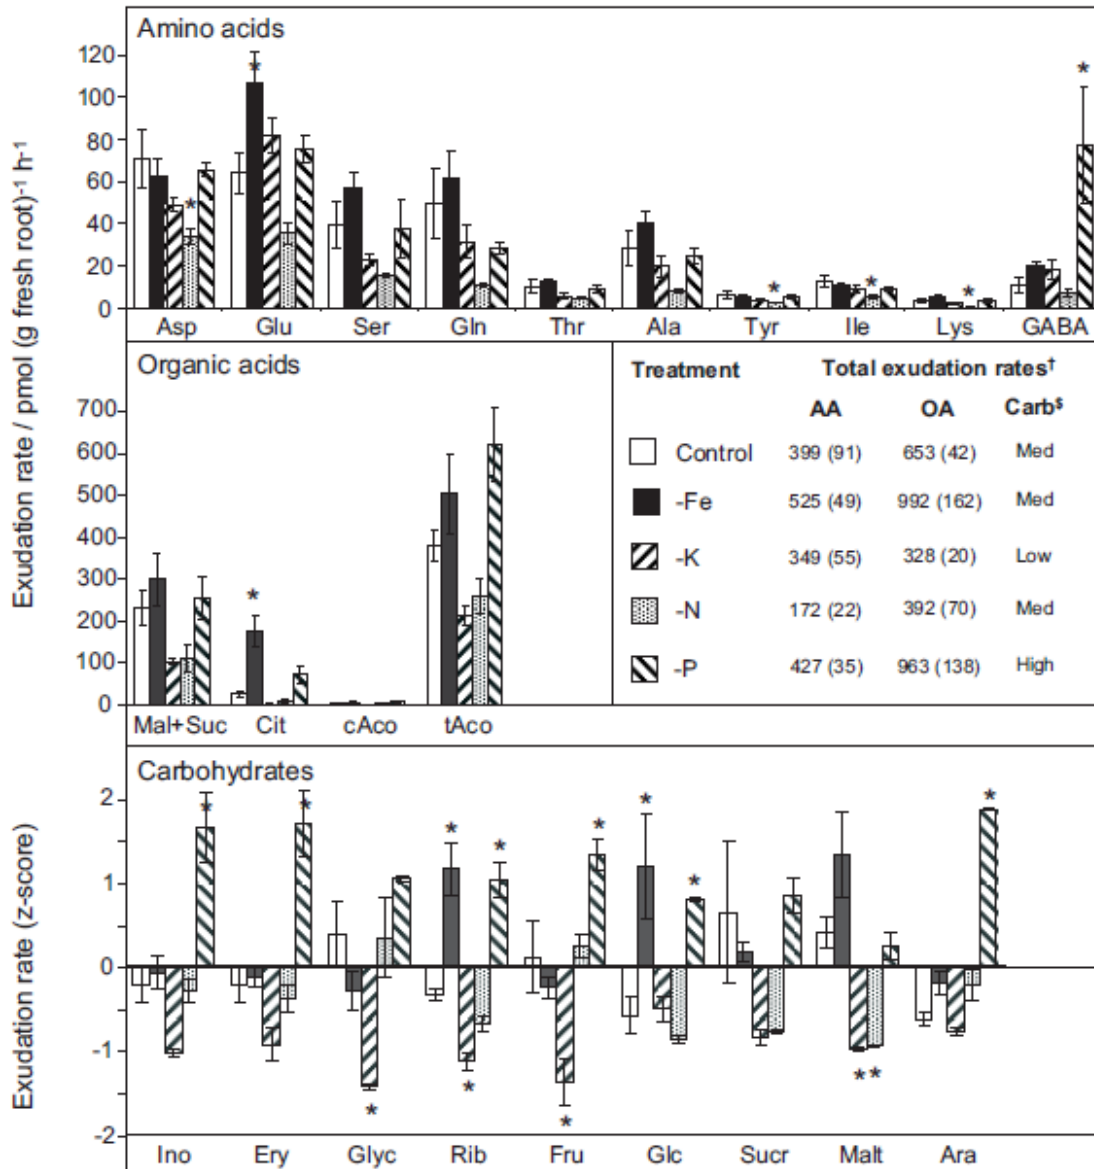 Amino acids
120
100
80
60
40
20
0
Asp Glu Ser Gln Thr Ala Tyr Ile Lys GABA
Exudation rate / pmol (g fresh root)⁻¹ h⁻¹
Organic acids
700
600
500
400
300
200
100
0
Mal+Suc Cit cAco tAco
Treatment Total exudation rates†
AA OA Carb$
Control 399 (91) 653 (42) Med
-Fe 525 (49) 992 (162) Med
-K 349 (55) 328 (20) Low
-N 172 (22) 392 (70) Med
-P 427 (35) 963 (138) High
Carbohydrates
Exudation rate (z-score)
2
1
0
-1
-2
Ino Ery Glyc Rib Fru Glc Sucr Malt Ara